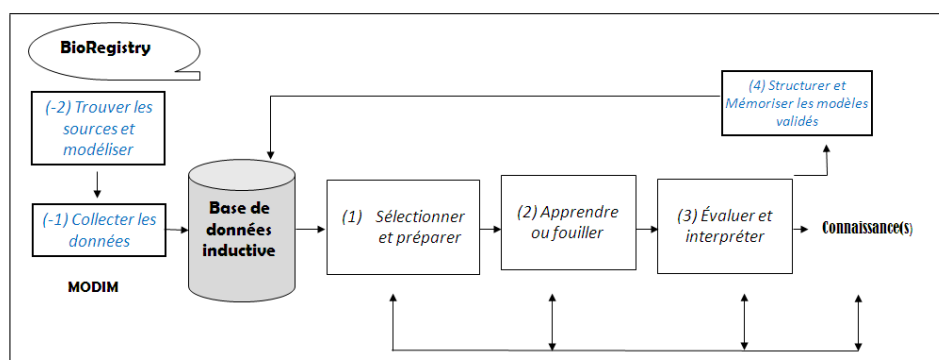 BioRegistry
(-2) Trouver les
sources et
modéliser
(-1) Collecter les
données
MODIM
Base de
données
inductive
(1) Sélectionner
et préparer
(2) Apprendre
ou fouiller
(3) Évaluer et
interpréter
(4) Structurer et
Mémoriser les modèles
validés
Connaissance(s)